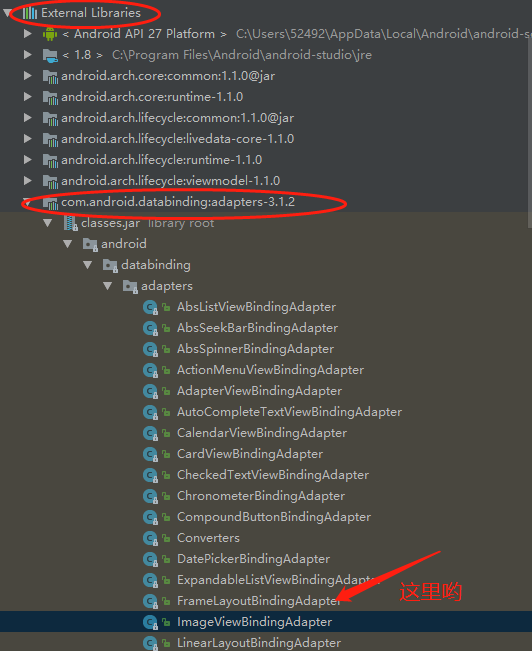 External Libraries
< Android API 27 Platform > C:\Users\52492\AppData\Local\Android\android-s
< 1.8 > C:\Program Files\Android\android-studio\jre
android.arch.core:common:1.1.0@jar
android.arch.core:runtime-1.1.0
android.arch.lifecycle:common:1.1.0@jar
android.arch.lifecycle:livedata-core-1.1.0
android.arch.lifecycle:runtime-1.1.0
android.arch.lifecycle:viewmodel-1.1.0
com.android.databinding:adapters-3.1.2
classes.jar library root
android
databinding
adapters
AbsListViewBindingAdapter
AbsSeekBarBindingAdapter
AbsSpinnerBindingAdapter
ActionMenuViewBindingAdapter
AdapterViewBindingAdapter
AutoCompleteTextViewBindingAdapter
CalendarViewBindingAdapter
CardViewBindingAdapter
CheckedTextViewBindingAdapter
ChronometerBindingAdapter
CompoundButtonBindingAdapter
Converters
DatePickerBindingAdapter
ExpandableListViewBindingAdapter
FrameLayoutBindingAdapter 这里哟
ImageViewBindingAdapter
LinearLayoutBindingAdapter